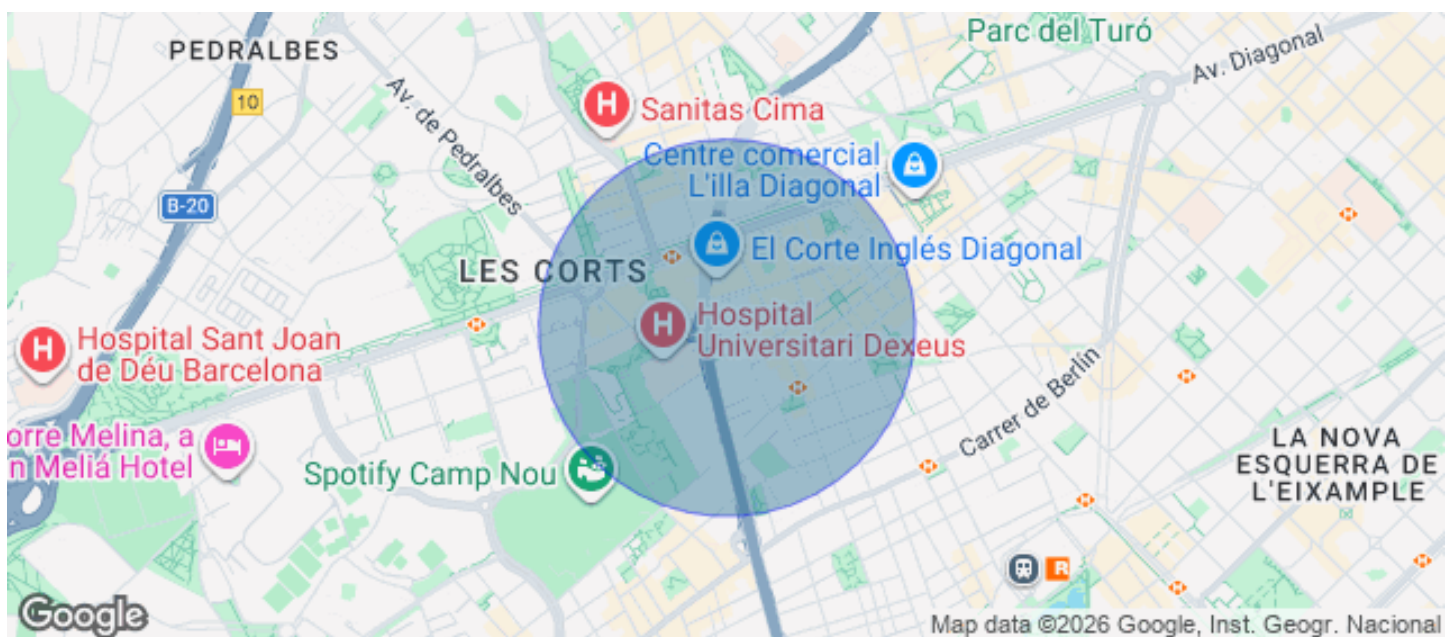 Parc del Turó
PEDRALBES
Av. Diagonal
10
Av. de Pedralbes
Sanitas Cima
Centre comercial
L'illa Diagonal
B-20
El Corte Inglés Diagonal
LES CORTS
Hospital
Universitari Dexeus
Hospital Sant Joan
de Déu Barcelona
Carrer de Berlín
orre Melina, a
n Meliá Hotel
Spotify Camp Nou
LA NOVA
ESQUERRA DE
L'EIXAMPLE
R
Google
Map data ©2026 Google, Inst. Geogr. Nacional